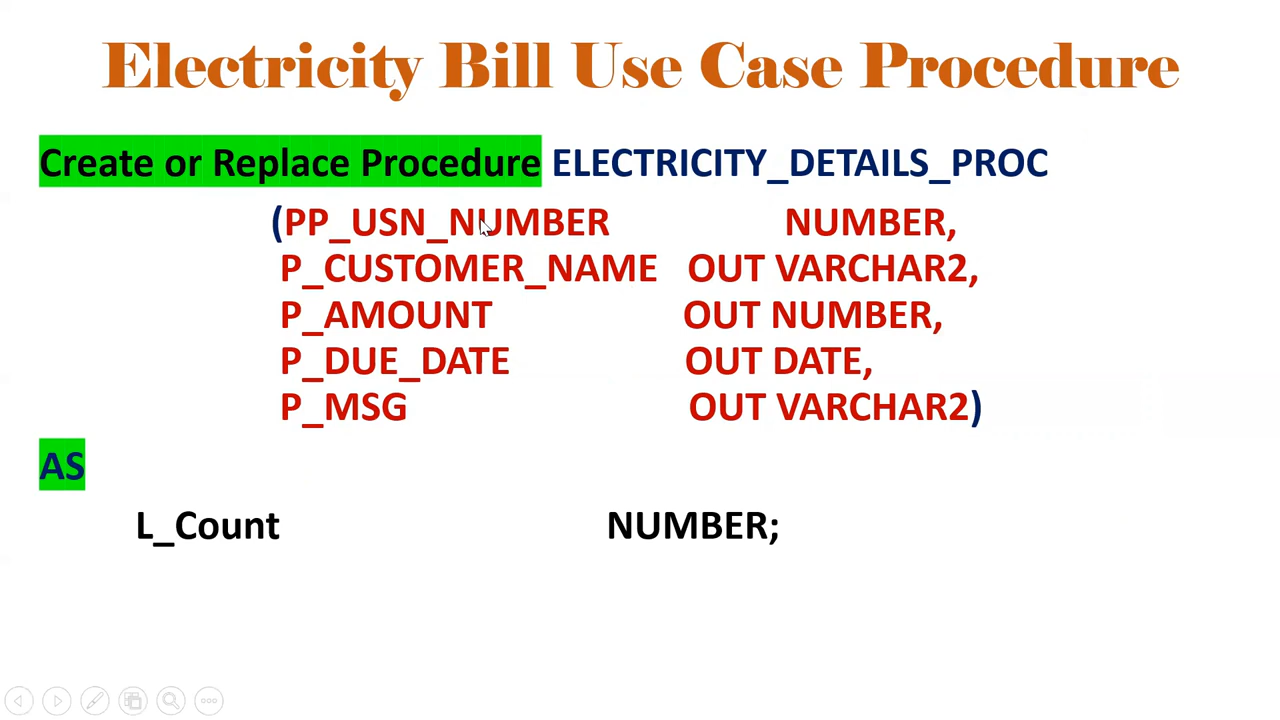 Electricity Bill Use Case Procedure
Create or Replace Procedure ELECTRICITY_DETAILS_PROC
(PP_USN_NUMBER NUMBER,
P_CUSTOMER_NAME OUT VARCHAR2,
P_AMOUNT OUT NUMBER,
P_DUE_DATE OUT DATE,
P_MSG OUT VARCHAR2)
AS
L_Count NUMBER;